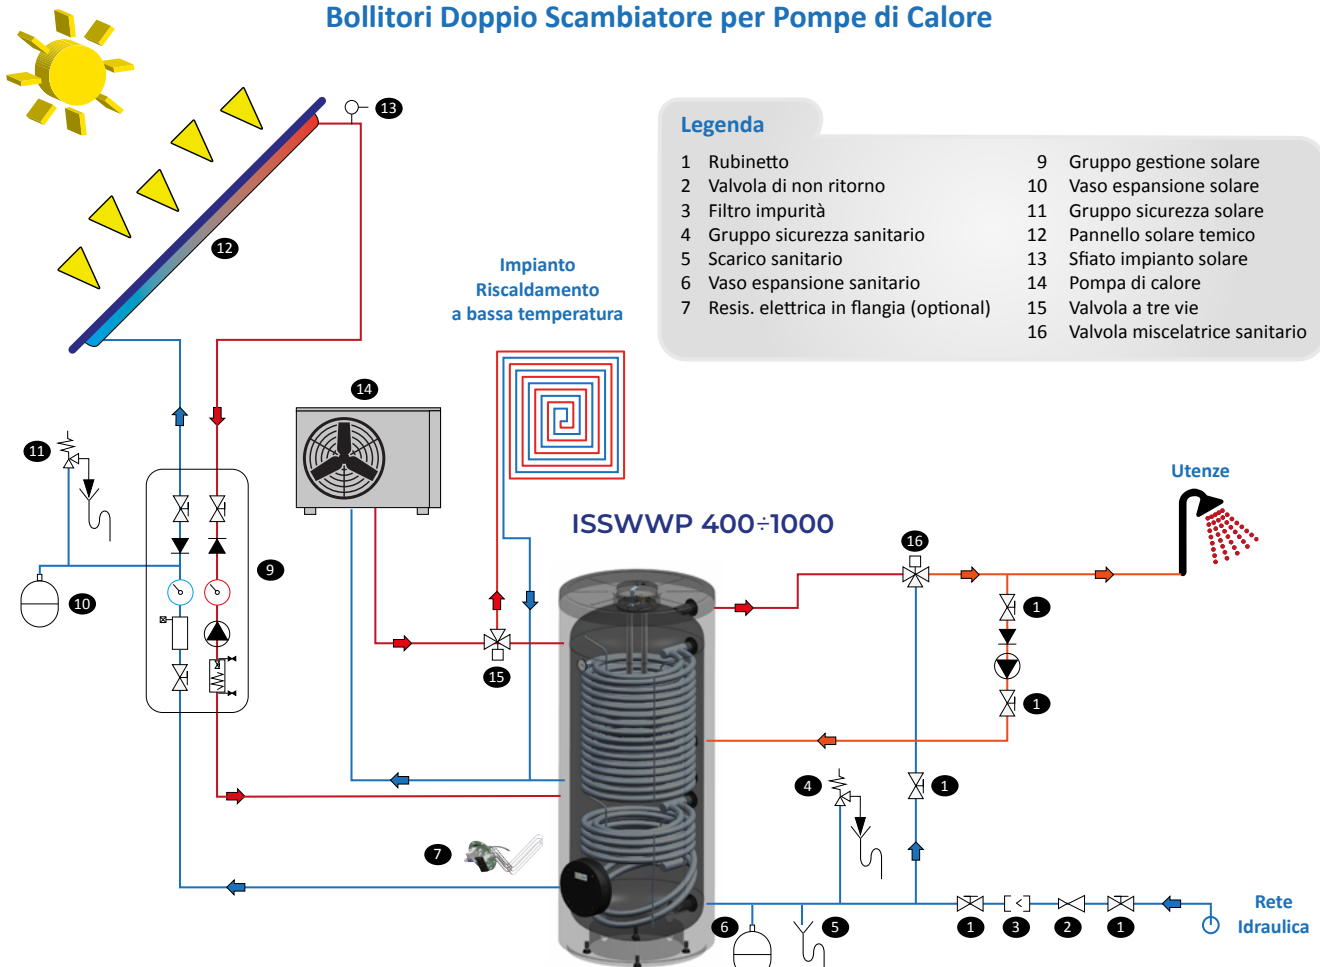 Bollitori Doppio Scambiatore per Pompe di Calore
13
Legenda
1 Rubinetto
2 Valvola di non ritorno
3 Filtro impurità
4 Gruppo sicurezza sanitario
5 Scarico sanitario
6 Vaso espansione sanitario
7 Resis. elettrica in flangia (optional)
9 Gruppo gestione solare
10 Vaso espansione solare
11 Gruppo sicurezza solare
12 Pannello solare temico
13 Sfiato impianto solare
14 Pompa di calore
15 Valvola a tre vie
16 Valvola miscelatrice sanitario
12
Impianto
Riscaldamento
a bassa temperatura
14
11
Utenze
ISSWWP 400÷1000
16
9
10
1
15
1
4
1
7
6
5
1
3
2
1
Rete
Idraulica